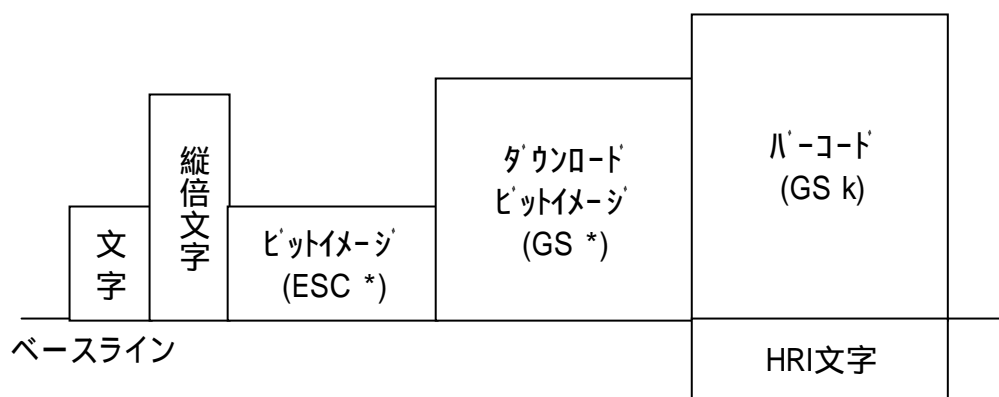 文
字
縦
倍
文
字
ﾋﾞｯﾄｲﾒｰｼﾞ
(ESC *)
ﾀﾞｳﾝﾛｰﾄﾞ
ﾋﾞｯﾄｲﾒｰｼﾞ
(GS *)
ﾊﾞｰｺｰﾄﾞ
(GS k)
ベースライン
HRI文字